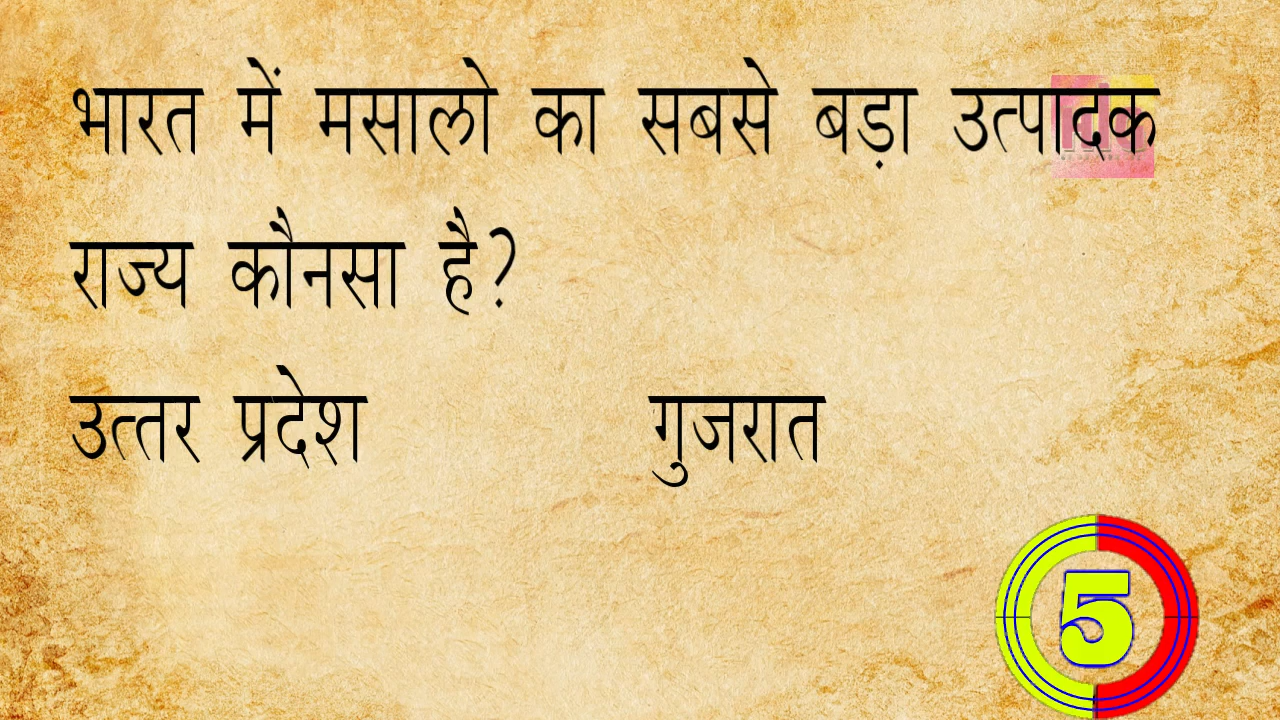 भारत में मसालो का सबसे बड़ा उत्पादक
राज्य कौनसा है?
उत्तर प्रदेश गुजरात
5